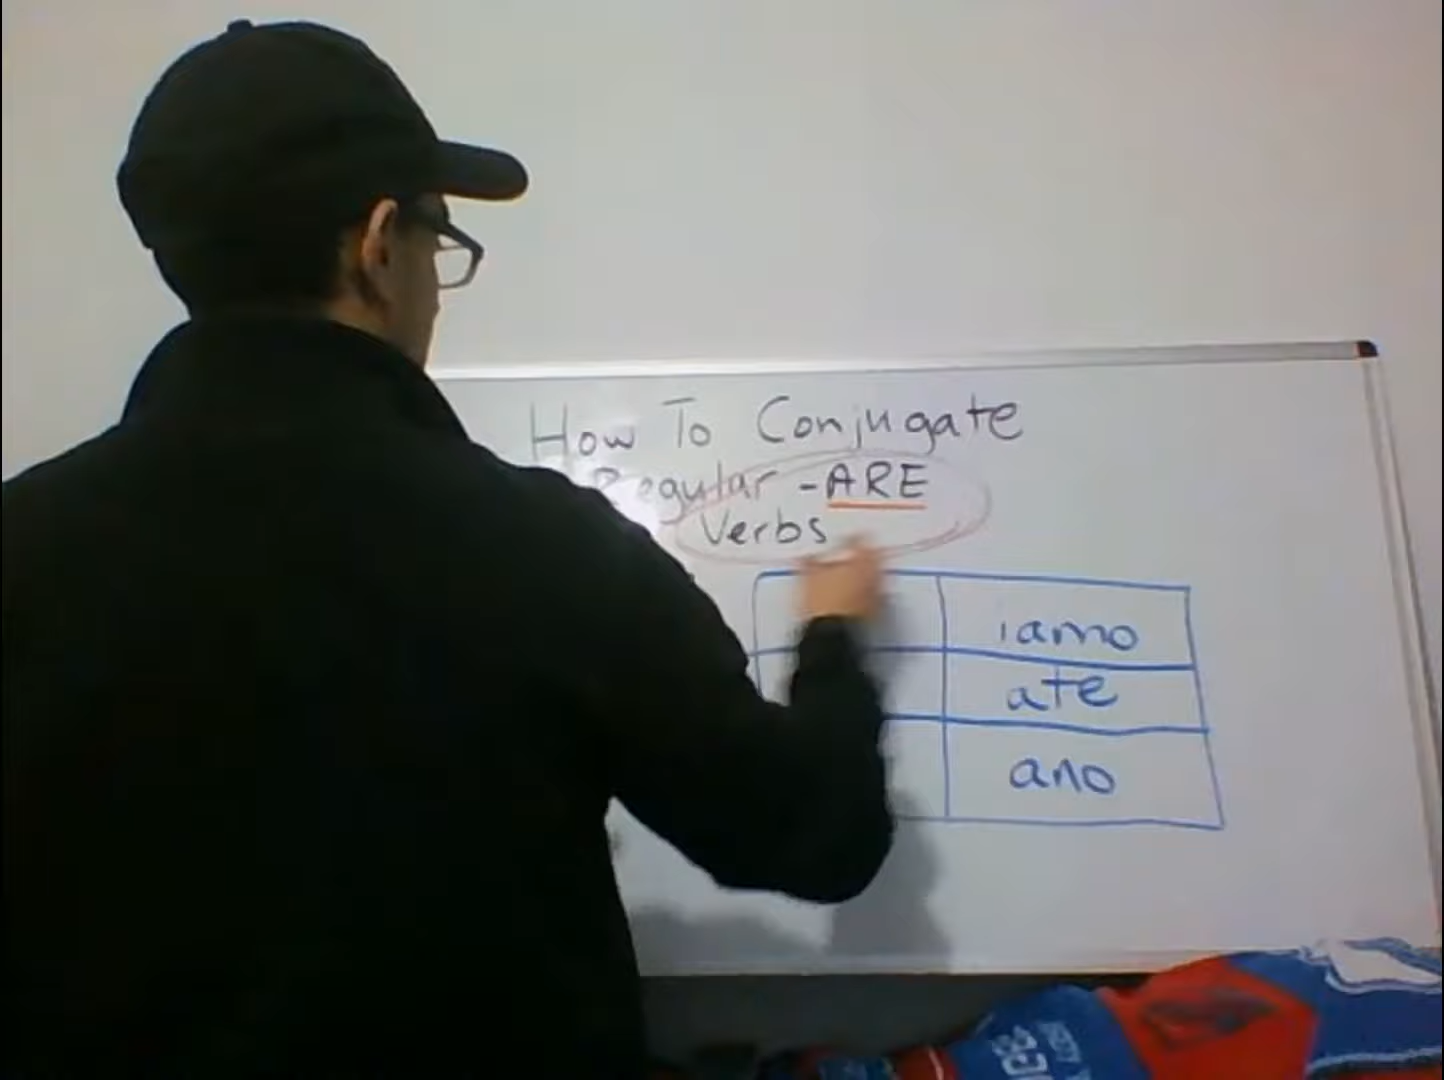 How To Conjugate
Regular -ARE
Verbs
iamo
ate
ano